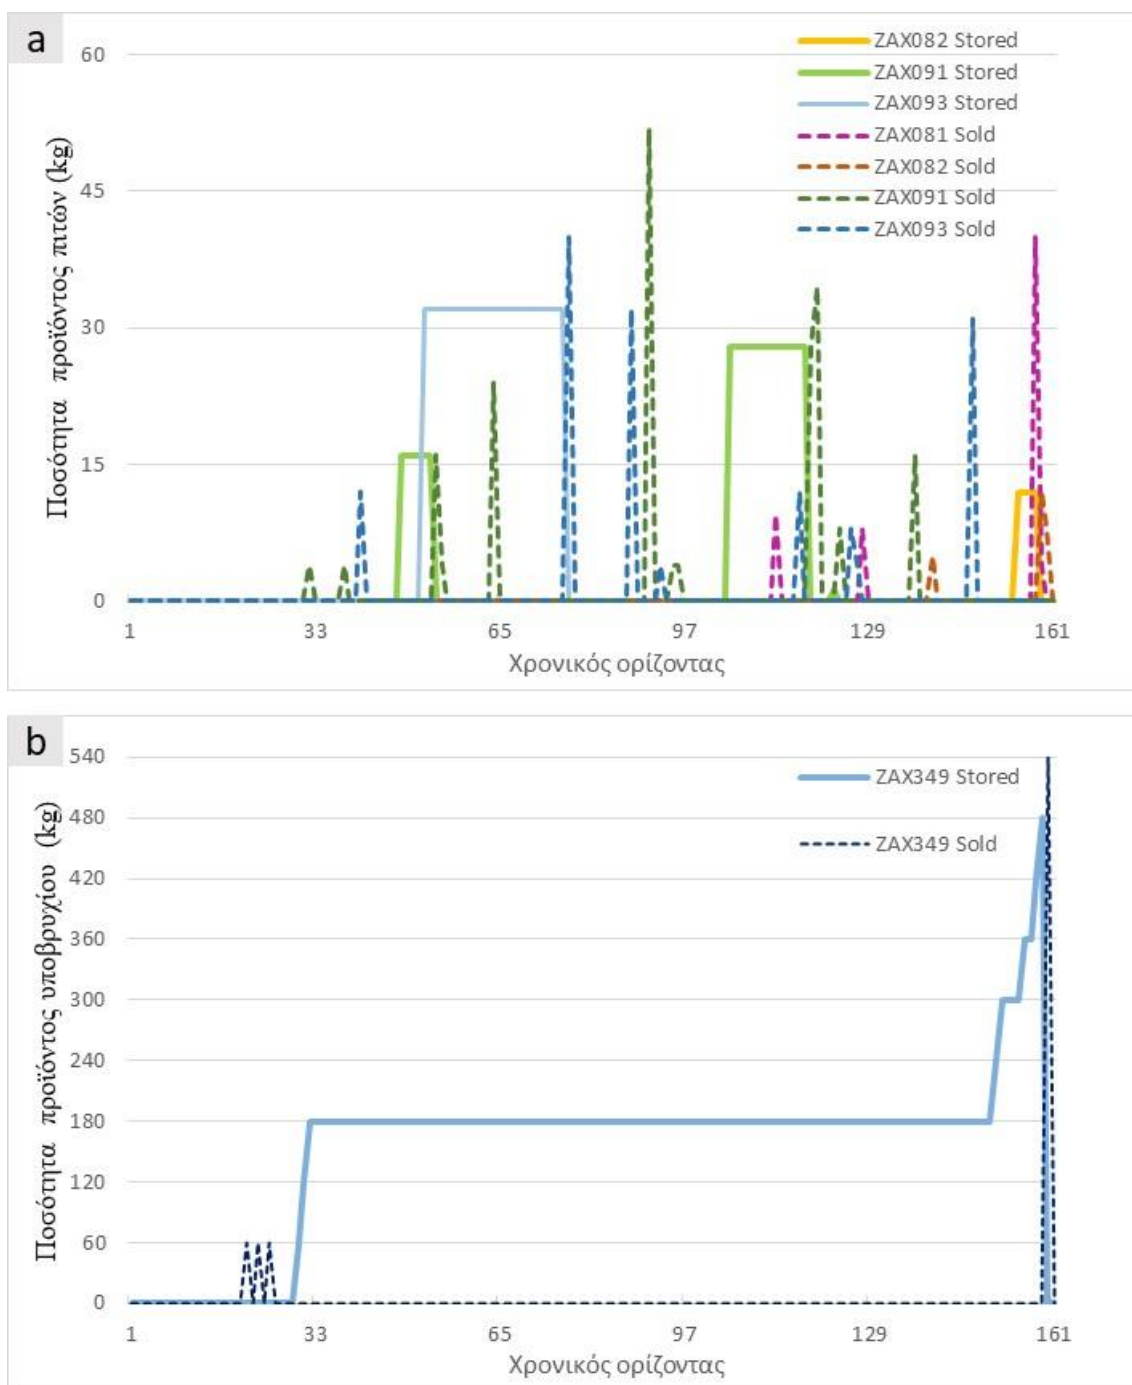 a
60
45
30
15
0
1 33 65 97 129 161
Ποσότητα προϊόντος πιτών (kg)
Χρονικός ορίζοντας
ZAX082 Stored
ZAX091 Stored
ZAX093 Stored
ZAX081 Sold
ZAX082 Sold
ZAX091 Sold
ZAX093 Sold
b
540
480
420
360
300
240
180
120
60
0
1 33 65 97 129 161
Ποσότητα προϊόντος υποβρυχίου (kg)
Χρονικός ορίζοντας
ZAX349 Stored
ZAX349 Sold